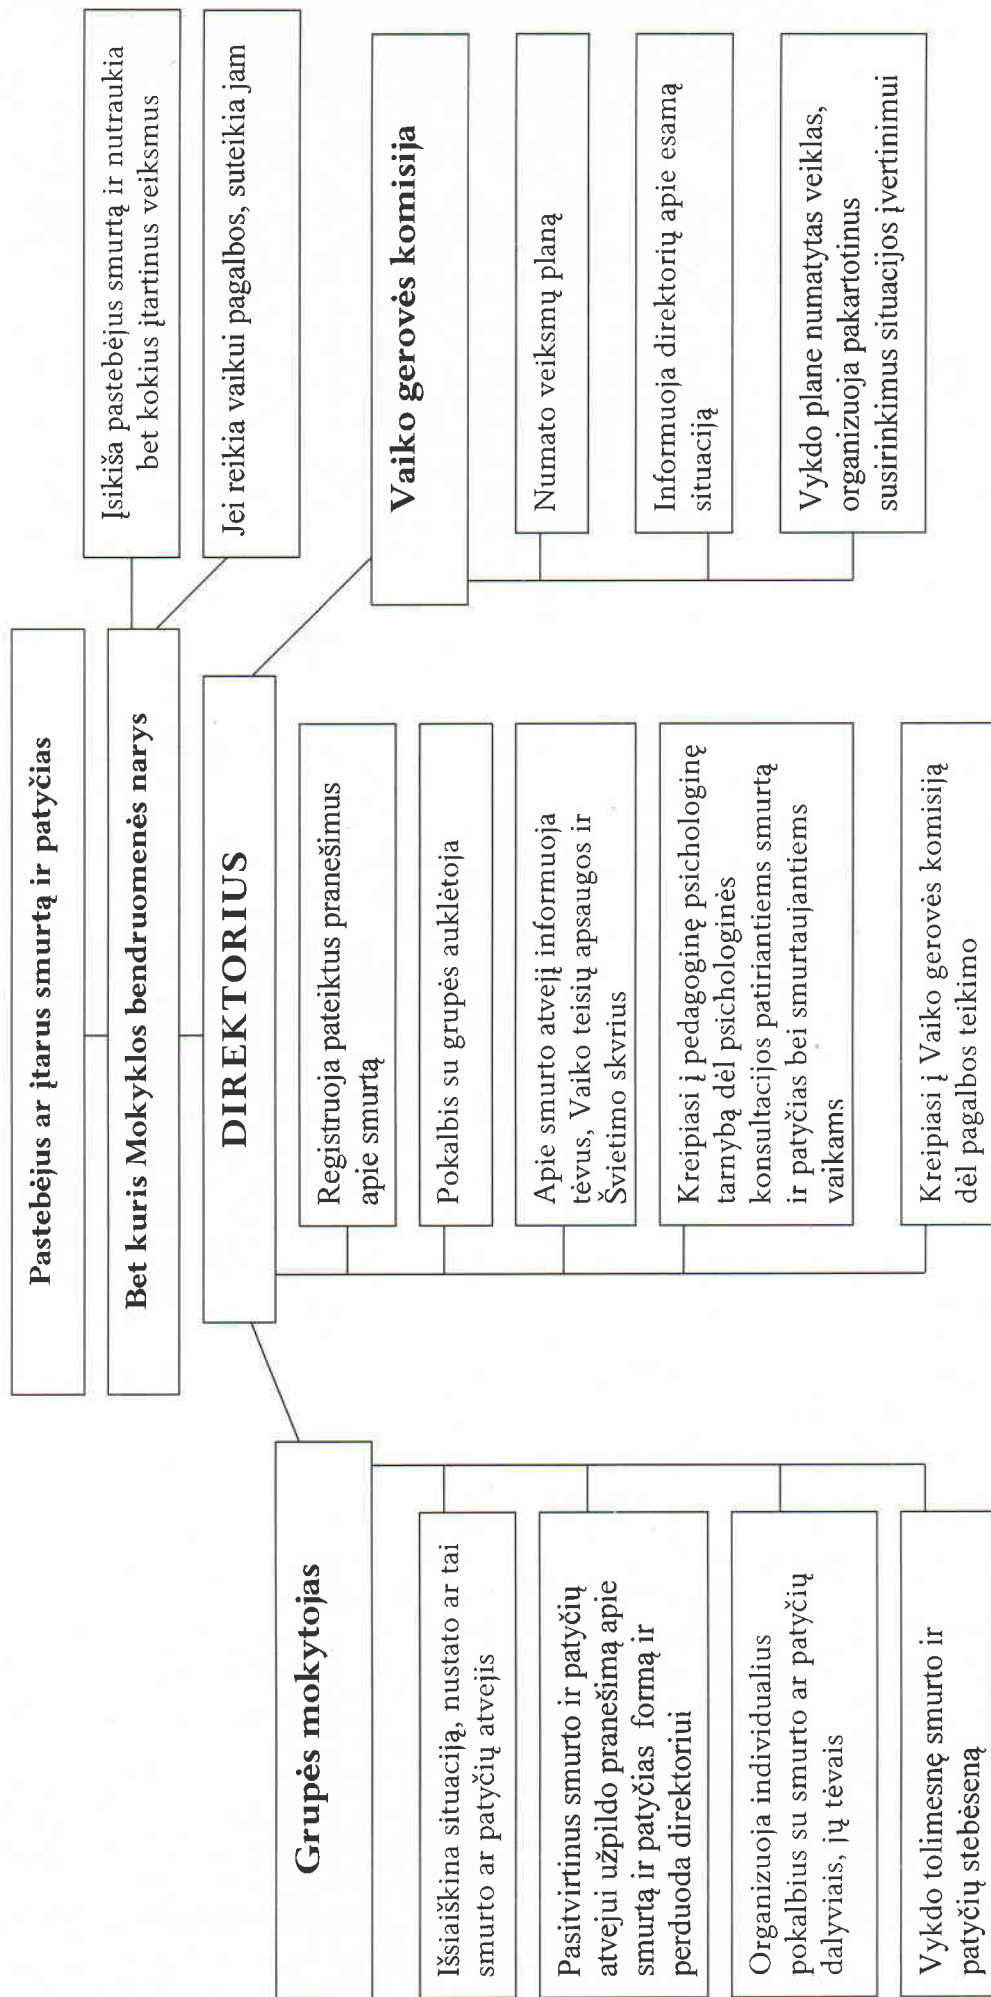 Pastebėjus ar įtarus smurtą ir patyčias
Bet kuris Mokyklos bendruomenės narys
Įsikiša pastebėjus smurtą ir nutraukia
bet kokius įtartinus veiksmus
Jei reikia vaikui pagalbos, suteikia jam
DIREKTORIUS
Registruoja pateiktus pranešimus
apie smurtą
Pokalbis su grupės auklėtoja
Apie smurto atvejį informuoja
tėvus, Vaiko teisių apsaugos ir
Švietimo skvrius
Kreipiasi į pedagoginę psichologinę
tarnybą dėl psichologinės
konsultacijos patiriantiems smurtą
ir patyčias bei smurtaujantiems
vaikams
Kreipiasi į Vaiko gerovės komisiją
dėl pagalbos teikimo
Grupės mokytojas
Išsiaiškina situaciją, nustato ar tai
smurto ar patyčių atvejis
Pasitvirtinus smurto ir patyčių
atvejui užpildo pranešimą apie
smurtą ir patyčias formą ir
perduoda direktoriui
Organizuoja individualius
pokalbius su smurto ar patyčių
dalyviais, jų tėvais
Vykdo tolimesnę smurto ir
patyčių stebėseną
Vaiko gerovės komisija
Numato veiksmų planą
Informuoja direktorių apie esamą
situaciją
Vykdo plane numatytas veiklas,
organizuoja pakartotinus
susirinkimus situacijos įvertinimui